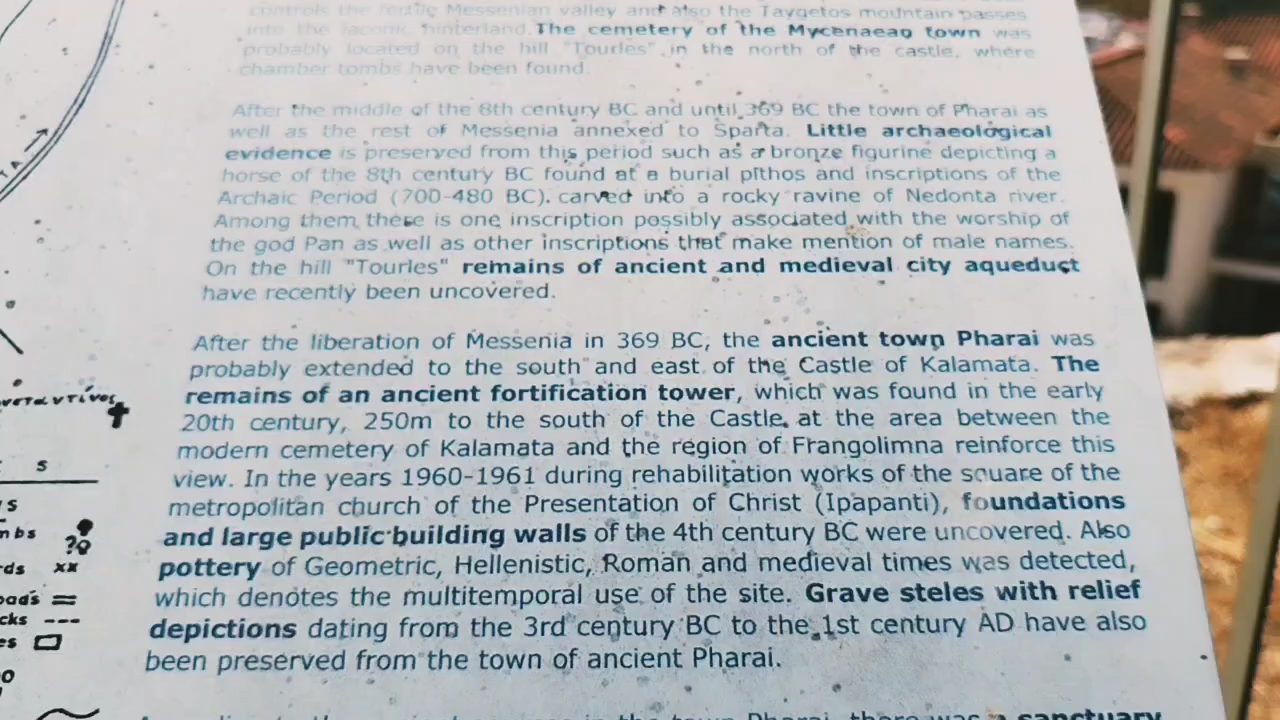 controls the fertile Messenian valley and also the Taygetos mountain passes
into the laconic hinterland. The cemetery of the Mycenaean town was
probably located on the hill "Tourles" in the north of the castle, where
chamber tombs have been found.
After the middle of the 8th century BC and until 369 BC the town of Pharai as
well as the rest of Messenia annexed to Sparta. Little archaeological
evidence is preserved from this period such as a bronze figurine depicting a
horse of the 8th century BC found at a burial pithos and inscriptions of the
Archaic Period (700-480 BC). carved into a rocky ravine of Nedonta river.
Among them there is one inscription possibly associated with the worship of
the god Pan as well as other inscriptions that make mention of male names.
On the hill "Tourles" remains of ancient and medieval city aqueduct
have recently been uncovered.
After the liberation of Messenia in 369 BC, the ancient town Pharai was
probably extended to the south and east of the Castle of Kalamata. The
remains of an ancient fortification tower, which was found in the early
20th century, 250m to the south of the Castle at the area between the
modern cemetery of Kalamata and the region of Frangolimna reinforce this
view. In the years 1960-1961 during rehabilitation works of the square of the
metropolitan church of the Presentation of Christ (Ipapanti), foundations
and large public building walls of the 4th century BC were uncovered. Also
pottery of Geometric, Hellenistic, Roman and medieval times was detected,
which denotes the multitemporal use of the site. Grave steles with relief
depictions dating from the 3rd century BC to the 1st century AD have also
been preserved from the town of ancient Pharai.
the town Pharai, there was a sanctuary